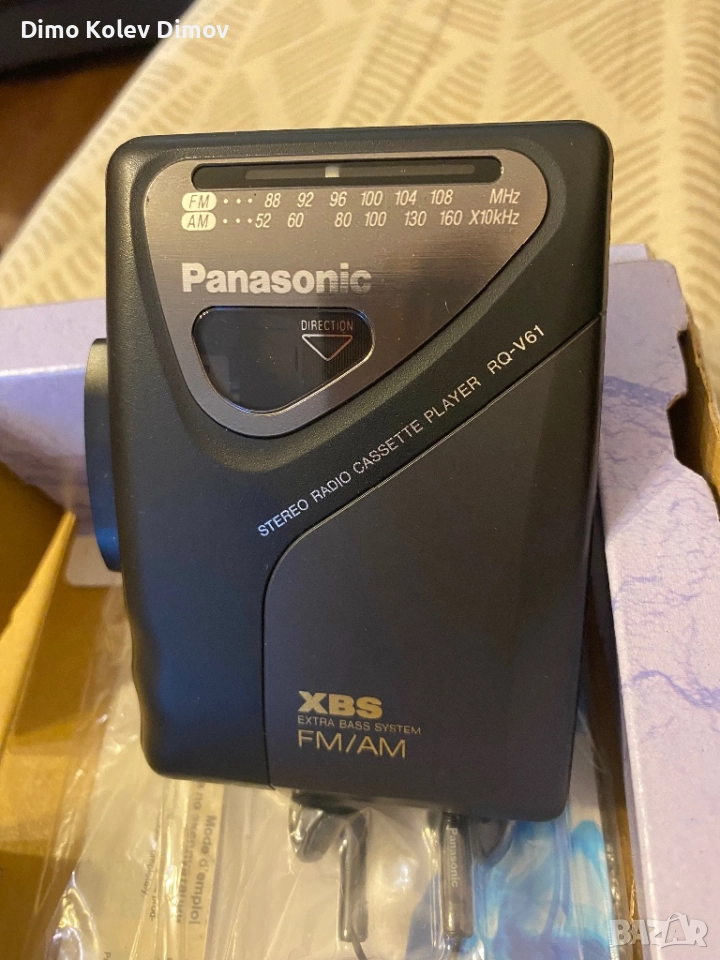 Dimo Kolev Dimov
FM 88 92 96 100 104 108 MHz
AM 52 60 80 100 130 160 X10kHz
Panasonic
DIRECTION
STEREO RADIO CASSETTE PLAYER RQ-V61
XBS
EXTRA BASS SYSTEM
FM/AM
Mode d'emploi
Panasonic
BAZAR